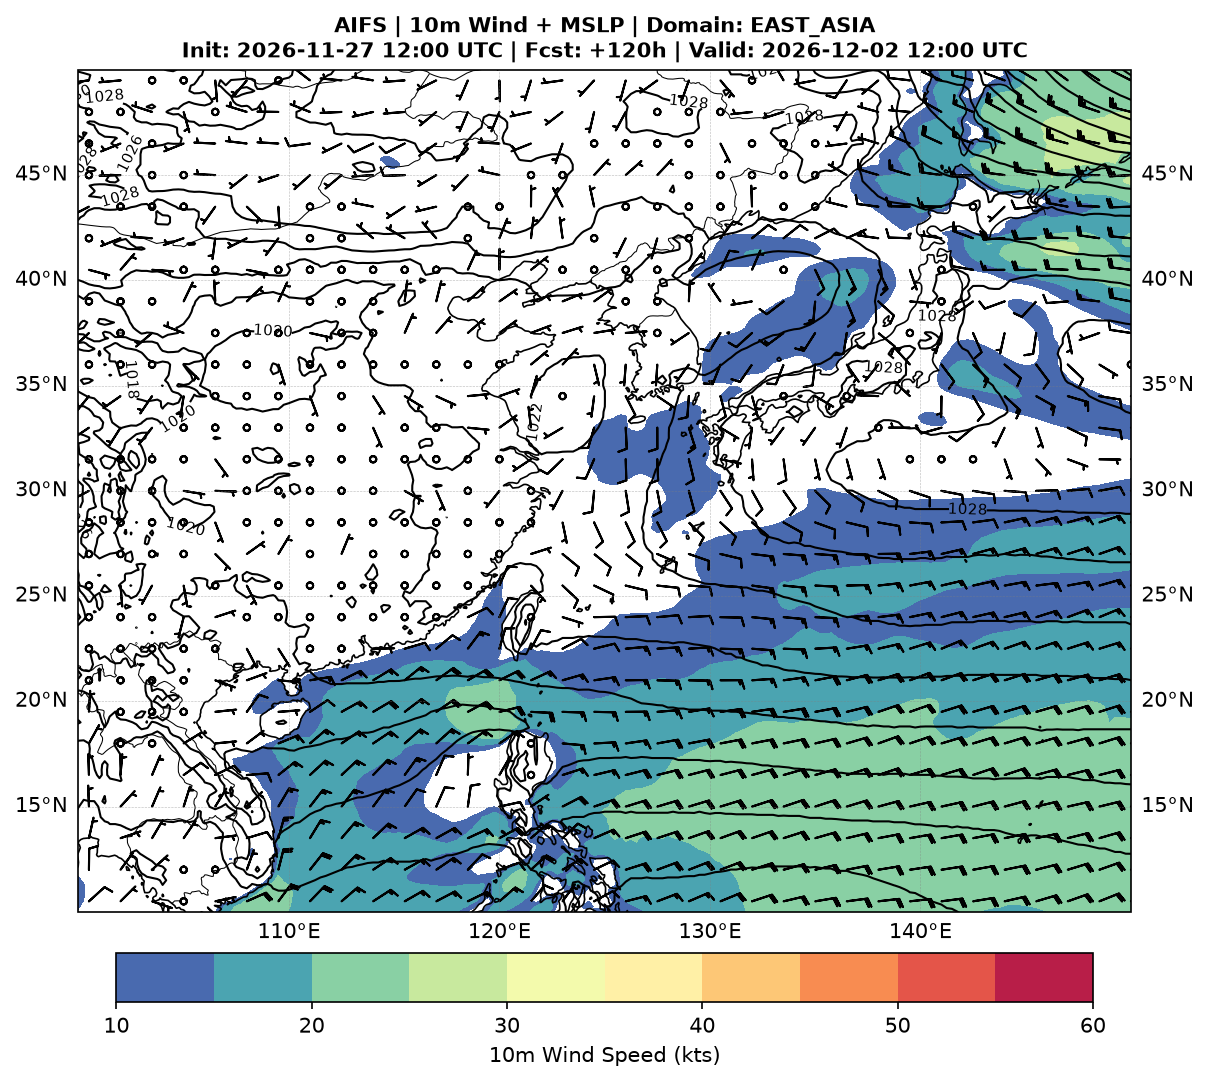 AIFS | 10m Wind + MSLP | Domain: EAST_ASIA
Init: 2026-11-27 12:00 UTC | Fcst: +120h | Valid: 2026-12-02 12:00 UTC
1028
1028
1028
1026
1028
45°N
45°N
40°N
40°N
1028
1020
1018
1028
35°N
35°N
1020
1022
30°N
30°N
1028
1020
25°N
25°N
20°N
20°N
15°N
15°N
110°E
120°E
130°E
140°E
10
20
30
40
50
60
10m Wind Speed (kts)